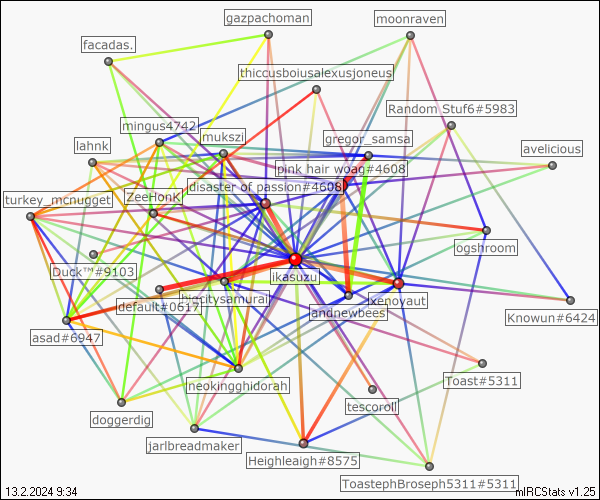 gazpachoman
moonraven
facadas.
thiccusboiusalexusjoneus
Random Stuf6#5983
mingus4742
mukszi
gregor_samsa
lahnk
avelicious
pink hair woag#4608
disaster of passion#4608
turkey_mcnugget
ZeeHonK
ogshroom
Duck™#9103
ikasuzu
bigcitysamurai
xenoyaut
default#0617
andnewbees
Knowun#6424
asad#6947
neokingghidorah
Toast#5311
tescoroll
doggerdig
jarlbreadmaker
Heighleigh#8575
ToastephBroseph5311#5311
13.2.2024 9:34
mIRCStats v1.25